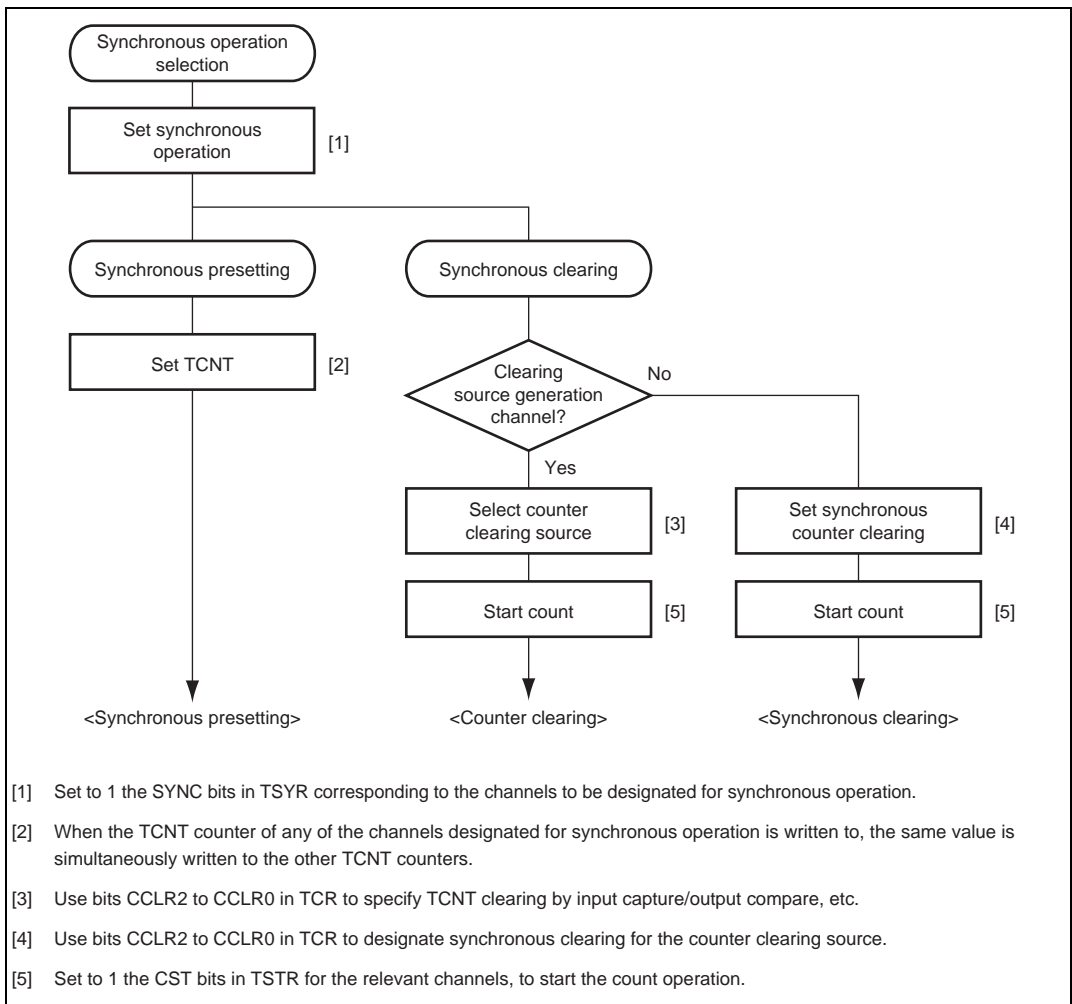 Synchronous operation
selection
Set synchronous
operation
[1]
Synchronous presetting
Synchronous clearing
Set TCNT
[2]
Clearing
source generation
channel?
No
Yes
Select counter
clearing source
[3]
Set synchronous
counter clearing
[4]
Start count
[5]
Start count
[5]
<Synchronous presetting>
<Counter clearing>
<Synchronous clearing>
[1] Set to 1 the SYNC bits in TSYR corresponding to the channels to be designated for synchronous operation.
[2] When the TCNT counter of any of the channels designated for synchronous operation is written to, the same value is
simultaneously written to the other TCNT counters.
[3] Use bits CCLR2 to CCLR0 in TCR to specify TCNT clearing by input capture/output compare, etc.
[4] Use bits CCLR2 to CCLR0 in TCR to designate synchronous clearing for the counter clearing source.
[5] Set to 1 the CST bits in TSTR for the relevant channels, to start the count operation.